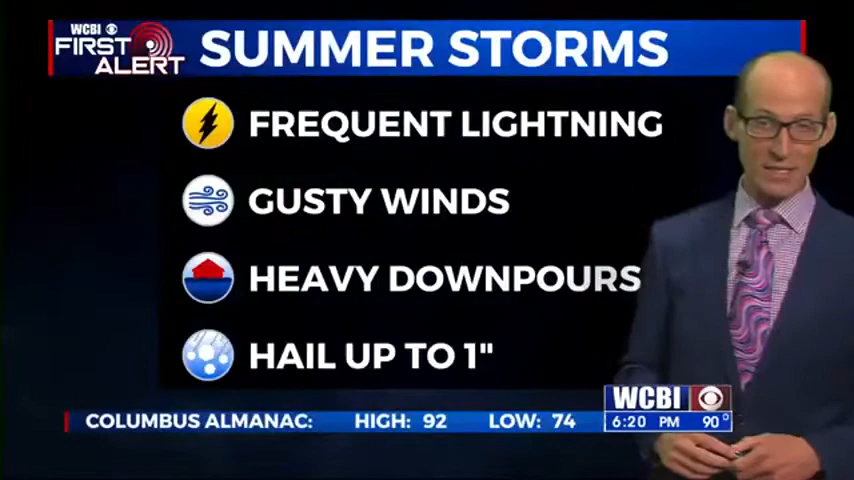 WCBI
FIRST
ALERT
SUMMER STORMS
FREQUENT LIGHTNING
GUSTY WINDS
HEAVY DOWNPOURS
HAIL UP TO 1"
WCBI
COLUMBUS ALMANAC: HIGH: 92 LOW: 74
6:20 PM 90°